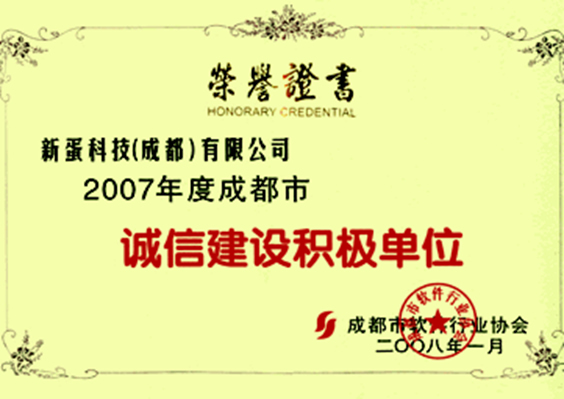 榮譽證書
HONORARY CREDENTIAL
新蛋科技(成都)有限公司
2007年度成都市
诚信建设积极单位
成都市软件行业协会
二〇〇八年一月